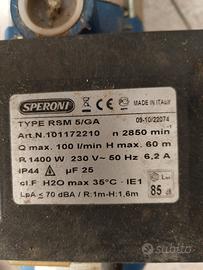 SPERONI
MADE IN ITALY
TYPE RSM 5/GA 09-10/22074
Art.N.101172210 n 2850 min
Q max. 100 l/min H max. 60 m
P1 1400 W 230 V~ 50 Hz 6,2 A
IP44 µF 25
cl.F H2O max 35°C · IE1
LpA ≤ 70 dBA / R:1m-H:1,6m
85 dB
subito